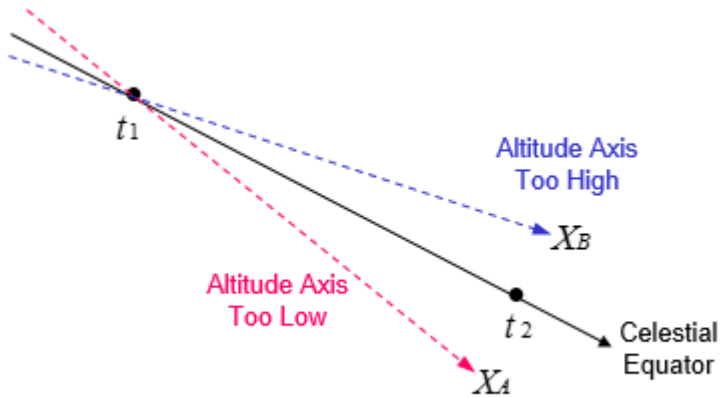 t1
Altitude Axis
Too High
XB
Altitude Axis
Too Low
t2
Celestial
Equator
XA